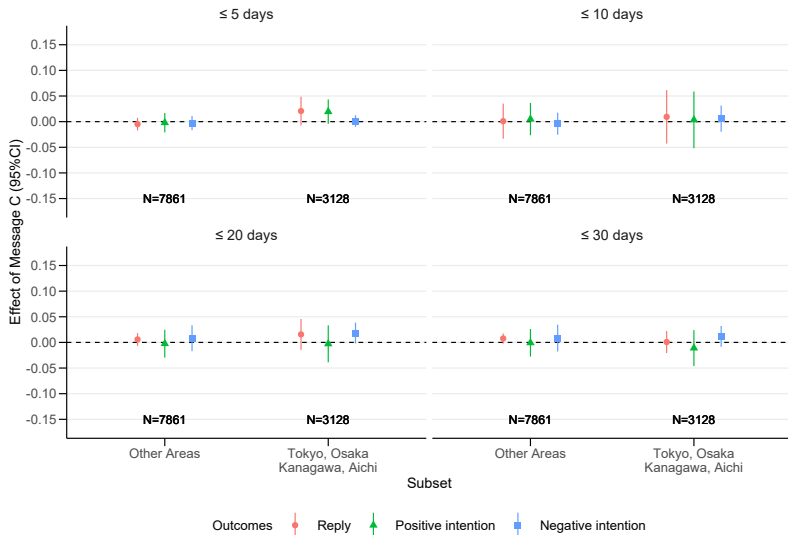 ≤ 5 days
≤ 10 days
0.15
0.10
0.05
0.00
-0.05
-0.10
-0.15
N=7861
N=3128
N=7861
N=3128
≤ 20 days
≤ 30 days
0.15
0.10
0.05
0.00
-0.05
-0.10
-0.15
N=7861
N=3128
N=7861
N=3128
Effect of Message C (95%CI)
Other Areas
Tokyo, Osaka
Kanagawa, Aichi
Other Areas
Tokyo, Osaka
Kanagawa, Aichi
Subset
Outcomes Reply Positive intention Negative intention